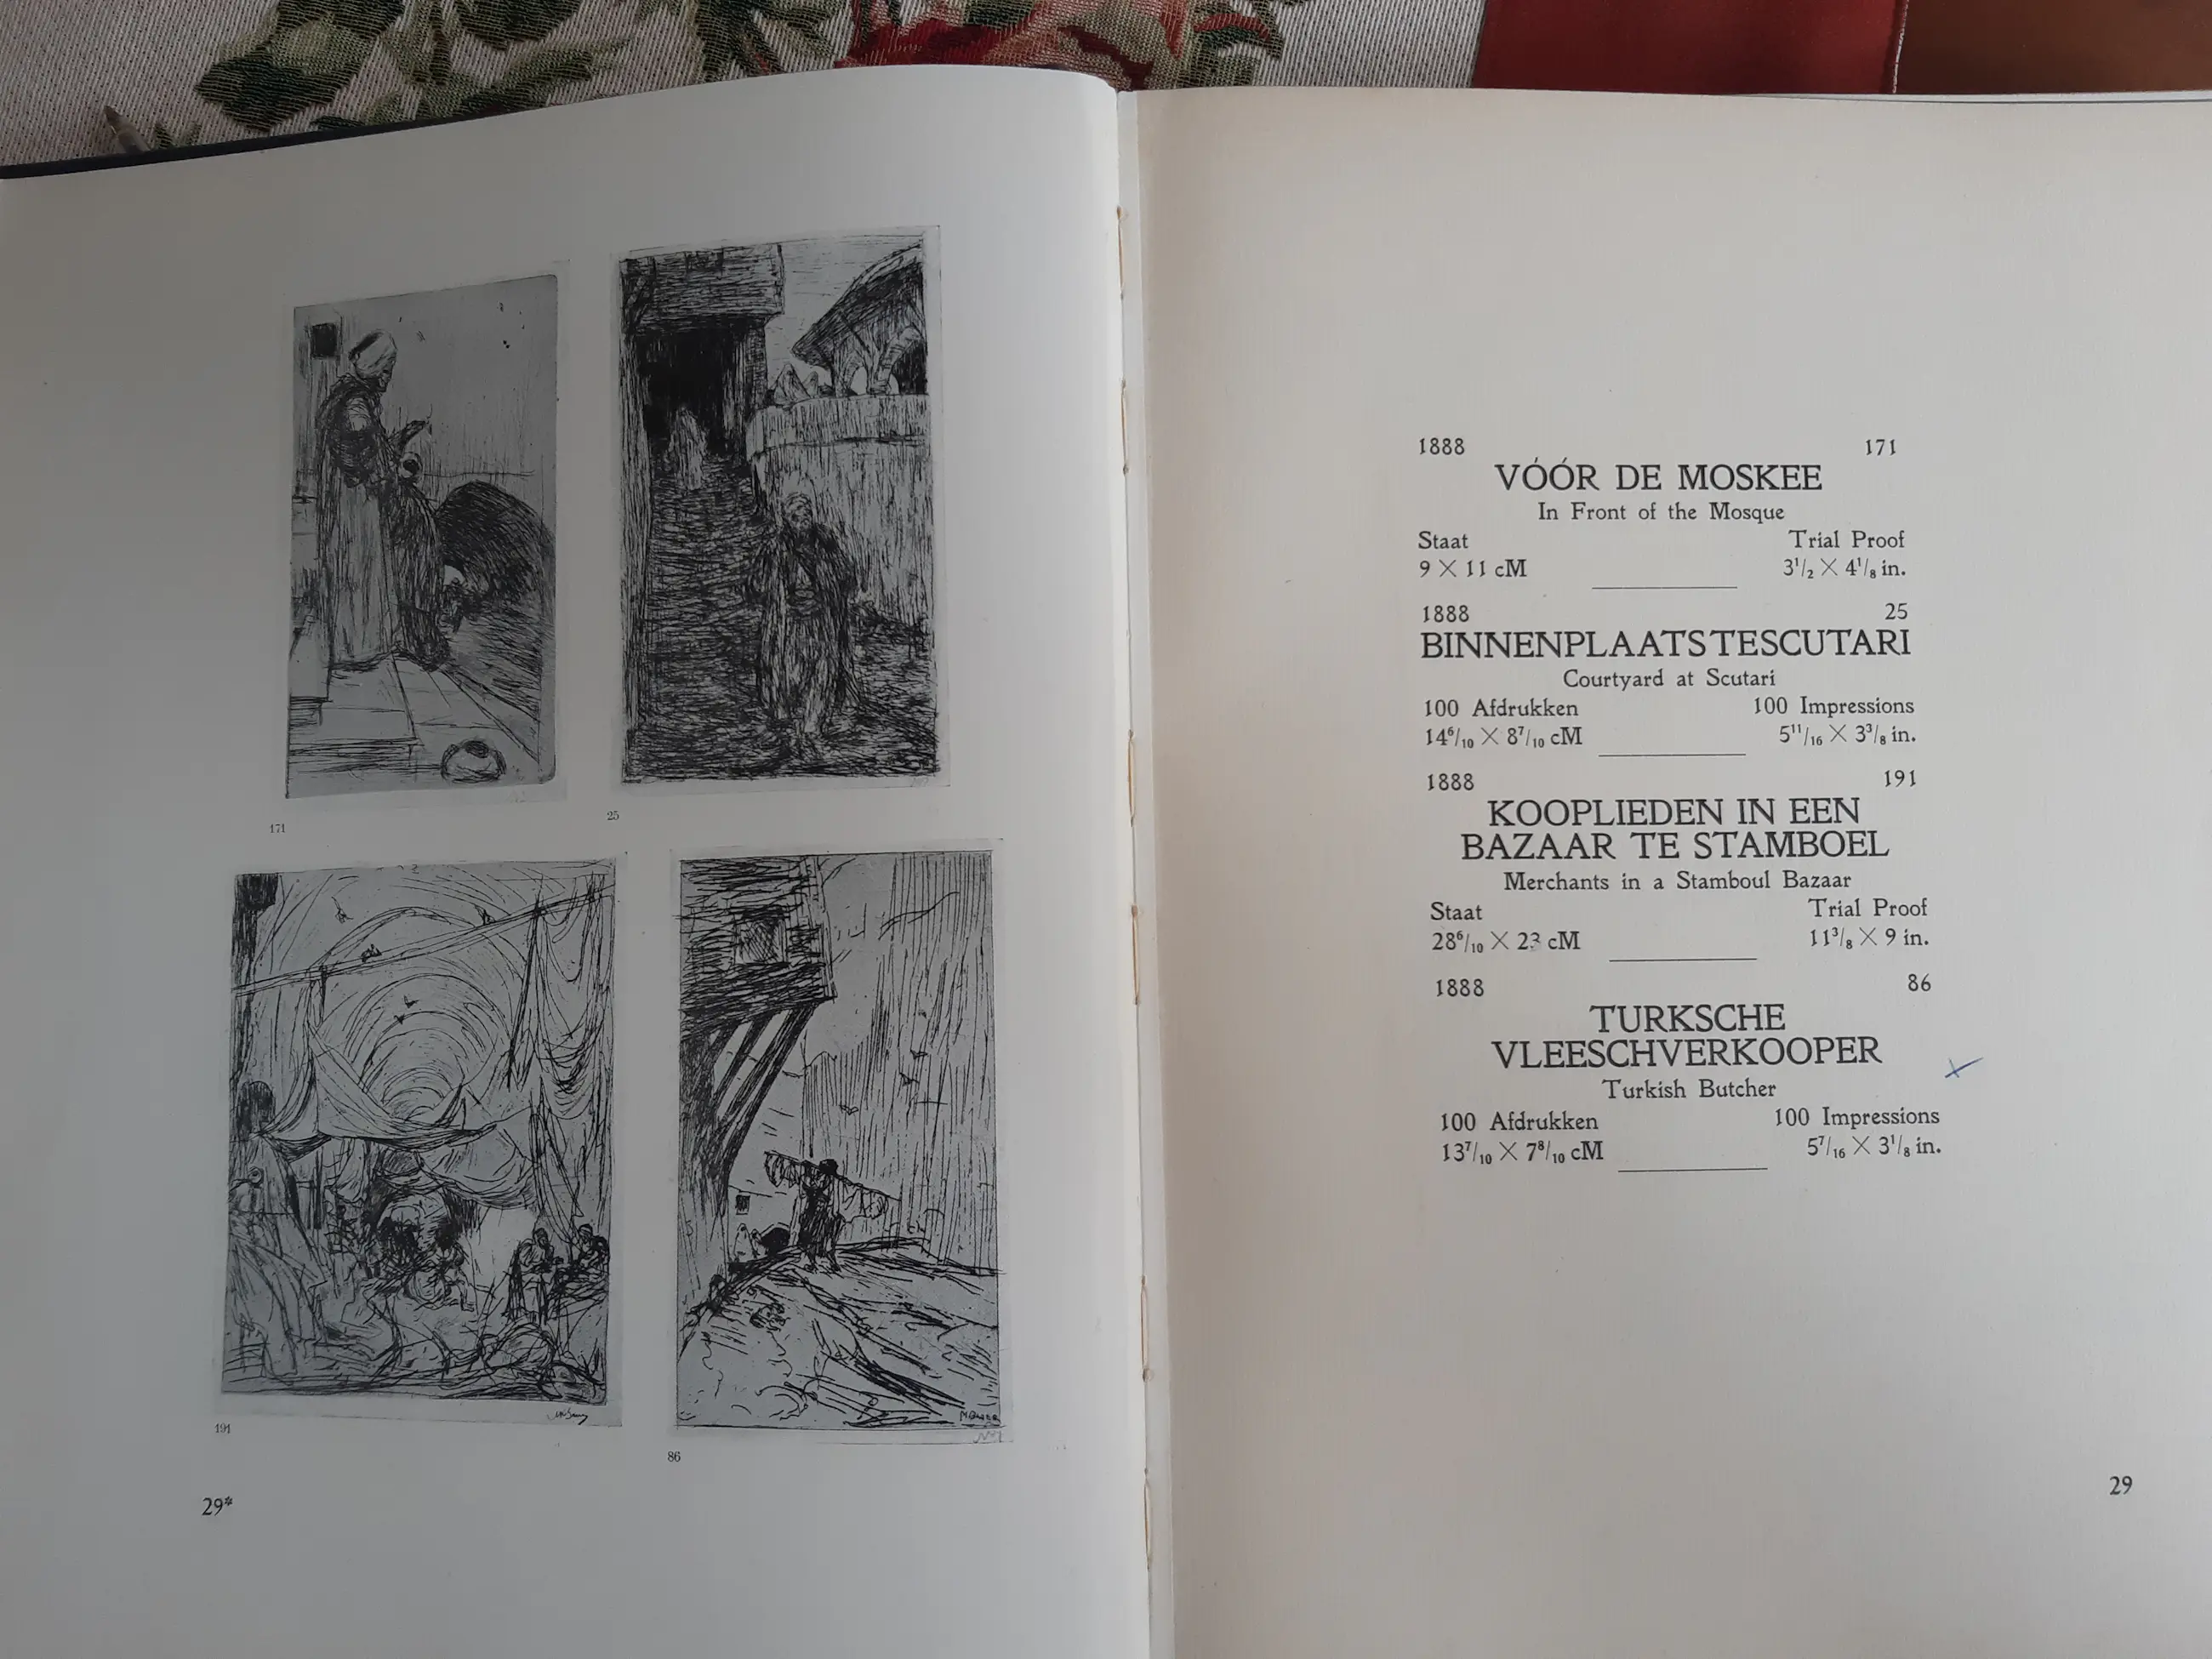 171
25
191
86
29*
1888 171
VÓÓR DE MOSKEE
In Front of the Mosque
Staat Trial Proof
9 × 11 cM 3¹/₂ × 4¹/₈ in.
1888 25
BINNENPLAATS TE SCUTARI
Courtyard at Scutari
100 Afdrukken 100 Impressions
14⁶/₁₀ × 8⁷/₁₀ cM 5¹¹/₁₆ × 3³/₈ in.
1888 191
KOOPLIEDEN IN EEN
BAZAAR TE STAMBOEL
Merchants in a Stamboul Bazaar
Staat Trial Proof
28⁶/₁₀ × 23 cM 11³/₈ × 9 in.
1888 86
TURKSCHE
VLEESCHVERKOOPER
Turkish Butcher
100 Afdrukken 100 Impressions
13⁷/₁₀ × 7⁸/₁₀ cM 5⁷/₁₆ × 3¹/₈ in.
29